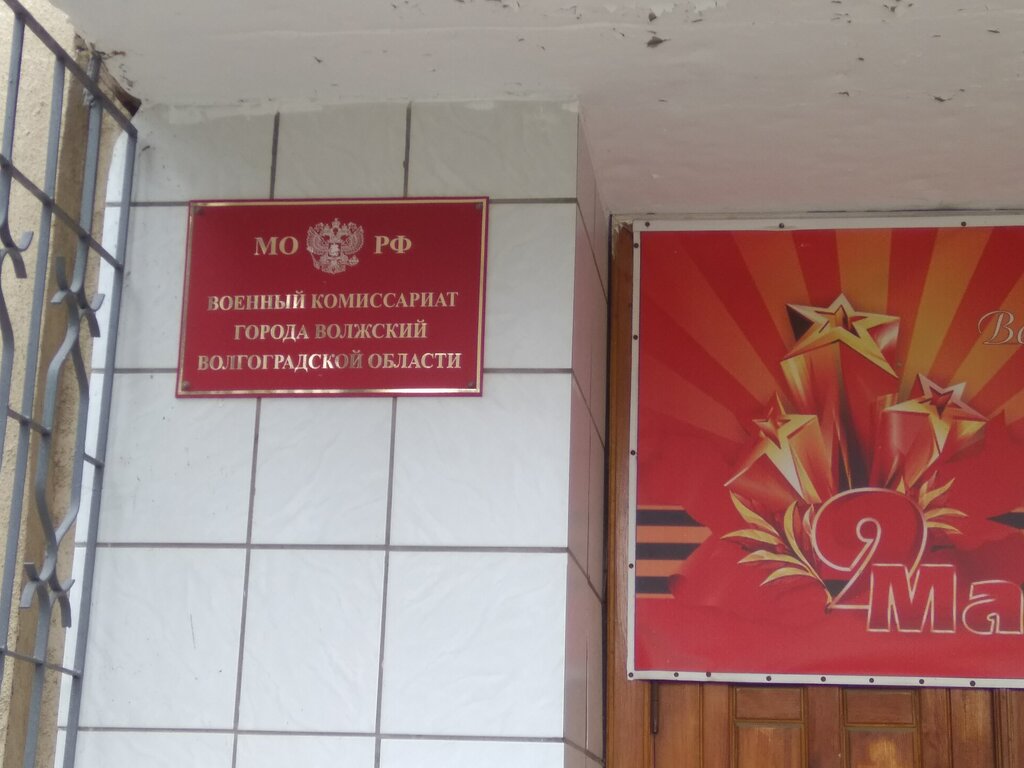 МО РФ
ВОЕННЫЙ КОМИССАРИАТ
ГОРОДА ВОЛЖСКИЙ
ВОЛГОГРАДСКОЙ ОБЛАСТИ
9
Ма